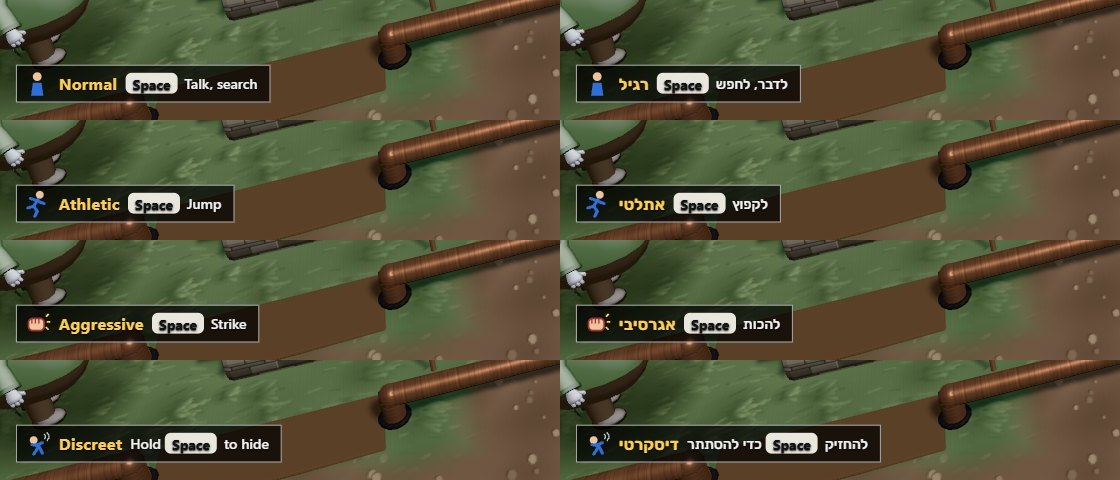 Normal Space Talk, search
רגיל Space לדבר, לחפש
Athletic Space Jump
אתלטי Space לקפוץ
Aggressive Space Strike
אגרסיבי Space להכות
Discreet Hold Space to hide
דיסקרטי להחזיק Space כדי להסתתר